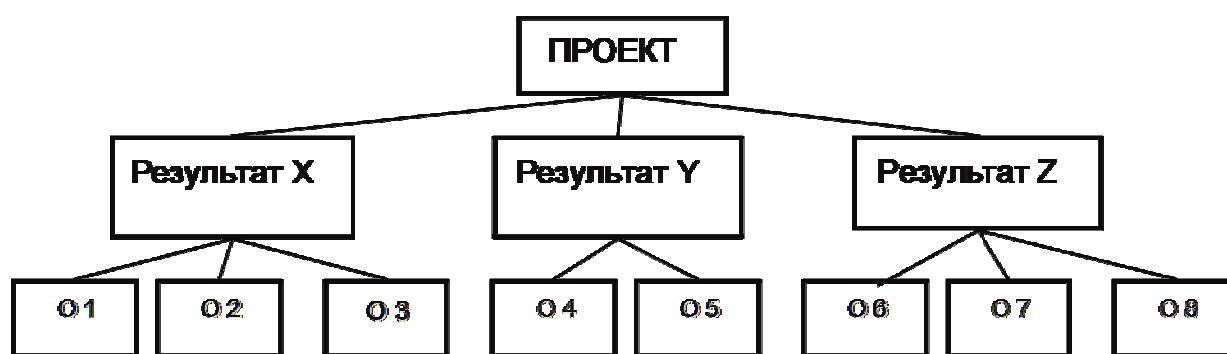 ПРОЕКТ
Результат X
Результат Y
Результат Z
О1
О2
О3
О4
О5
О6
О7
О8